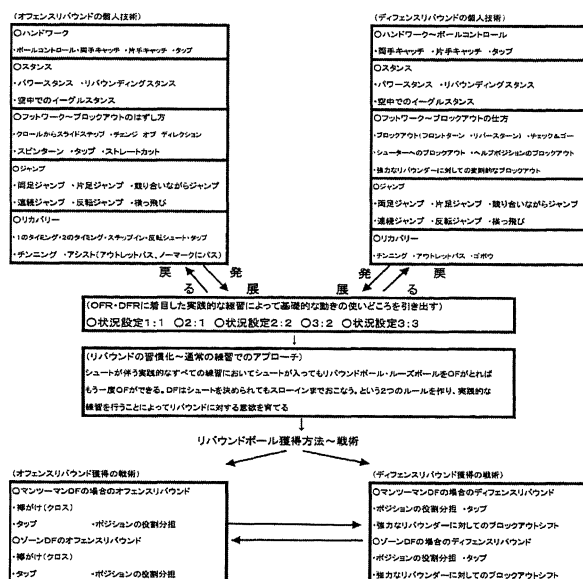 (オフェンスリバウンドの個人技術)
○ハンドワーク
・ボールコントロール・両手キャッチ ・片手キャッチ ・タップ
○スタンス
・パワースタンス ・リバウンディングスタンス
・空中でのイーグルスタンス
○フットワーク～ブロックアウトのはずし方
・クロールからスライドステップ ・チェンジ オブ ディレクション
・スピンターン ・タップ ・ストレートカット
○ジャンプ
・両足ジャンプ ・片足ジャンプ ・競り合いながらジャンプ
・連続ジャンプ ・反転ジャンプ ・横っ飛び
○リカバリー
・1のタイミング・2のタイミング・ステップイン・反転シュート・タップ
・チンニング ・アシスト(アウトレットパス、ノーマークにパス)
(ディフェンスリバウンドの個人技術)
○ハンドワーク～ボールコントロール
・両手キャッチ ・片手キャッチ ・タップ
○スタンス
・パワースタンス ・リバウンディングスタンス
・空中でのイーグルスタンス
○フットワーク～ブロックアウトの仕方
・ブロックアウト(フロントターン ・リバースターン) ・チェック&ゴー
・シューターへのブロックアウト ・ヘルプポジションのブロックアウト
・強力なリバウンダーに対しての変則的なブロックアウト
○ジャンプ
・両足ジャンプ ・片足ジャンプ ・競り合いながらジャンプ
・連続ジャンプ ・反転ジャンプ ・横っ飛び
○リカバリー
・チンニング ・アウトレットパス ・ゴボウ
戻る
発展
発展
戻る
(OFR・DFRに着目した実践的な練習によって基礎的な動きの使いどころを引き出す)
○状況設定1:1 ○2:1 ○状況設定2:2 ○3:2 ○状況設定3:3
(リバウンドの習慣化～通常の練習でのアプローチ)
シュートが伴う実践的なすべての練習においてシュートが入ってもリバウンドボール・ルーズボールをOFがとれば
もう一度OFができる。DFはシュートを決められてもスローインまでおこなう。という2つのルールを作り、実践的な
練習を行うことによってリバウンドに対する意欲を育てる
リバウンドボール獲得方法～戦術
(オフェンスリバウンド獲得の戦術)
○マンツーマンDFの場合のオフェンスリバウンド
・襷がけ(クロス)
・タップ ・ポジションの役割分担
○ゾーンDFのオフェンスリバウンド
・襷がけ(クロス)
・タップ ・ポジションの役割分担
(ディフェンスリバウンド獲得の戦術)
○マンツーマンDFの場合のディフェンスリバウンド
・ポジションの役割分担 ・タップ
・強力なリバウンダーに対してのブロックアウトシフト
○ゾーンDFの場合のディフェンスリバウンド
・ポジションの役割分担 ・タップ
・強力なリバウンダーに対してのブロックアウトシフト